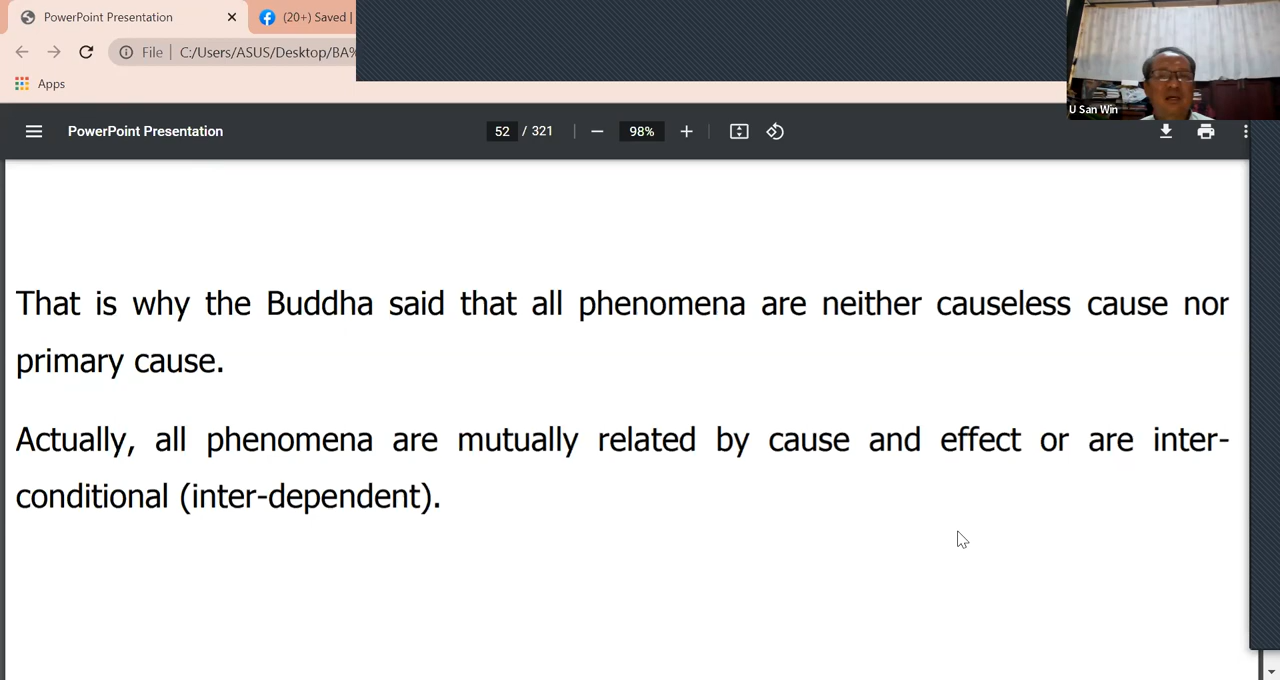 PowerPoint Presentation
(20+) Saved |
File | C:/Users/ASUS/Desktop/BA%
Apps
U San Win
PowerPoint Presentation
52 / 321
98%
That is why the Buddha said that all phenomena are neither causeless cause nor
primary cause.
Actually, all phenomena are mutually related by cause and effect or are inter-
conditional (inter-dependent).